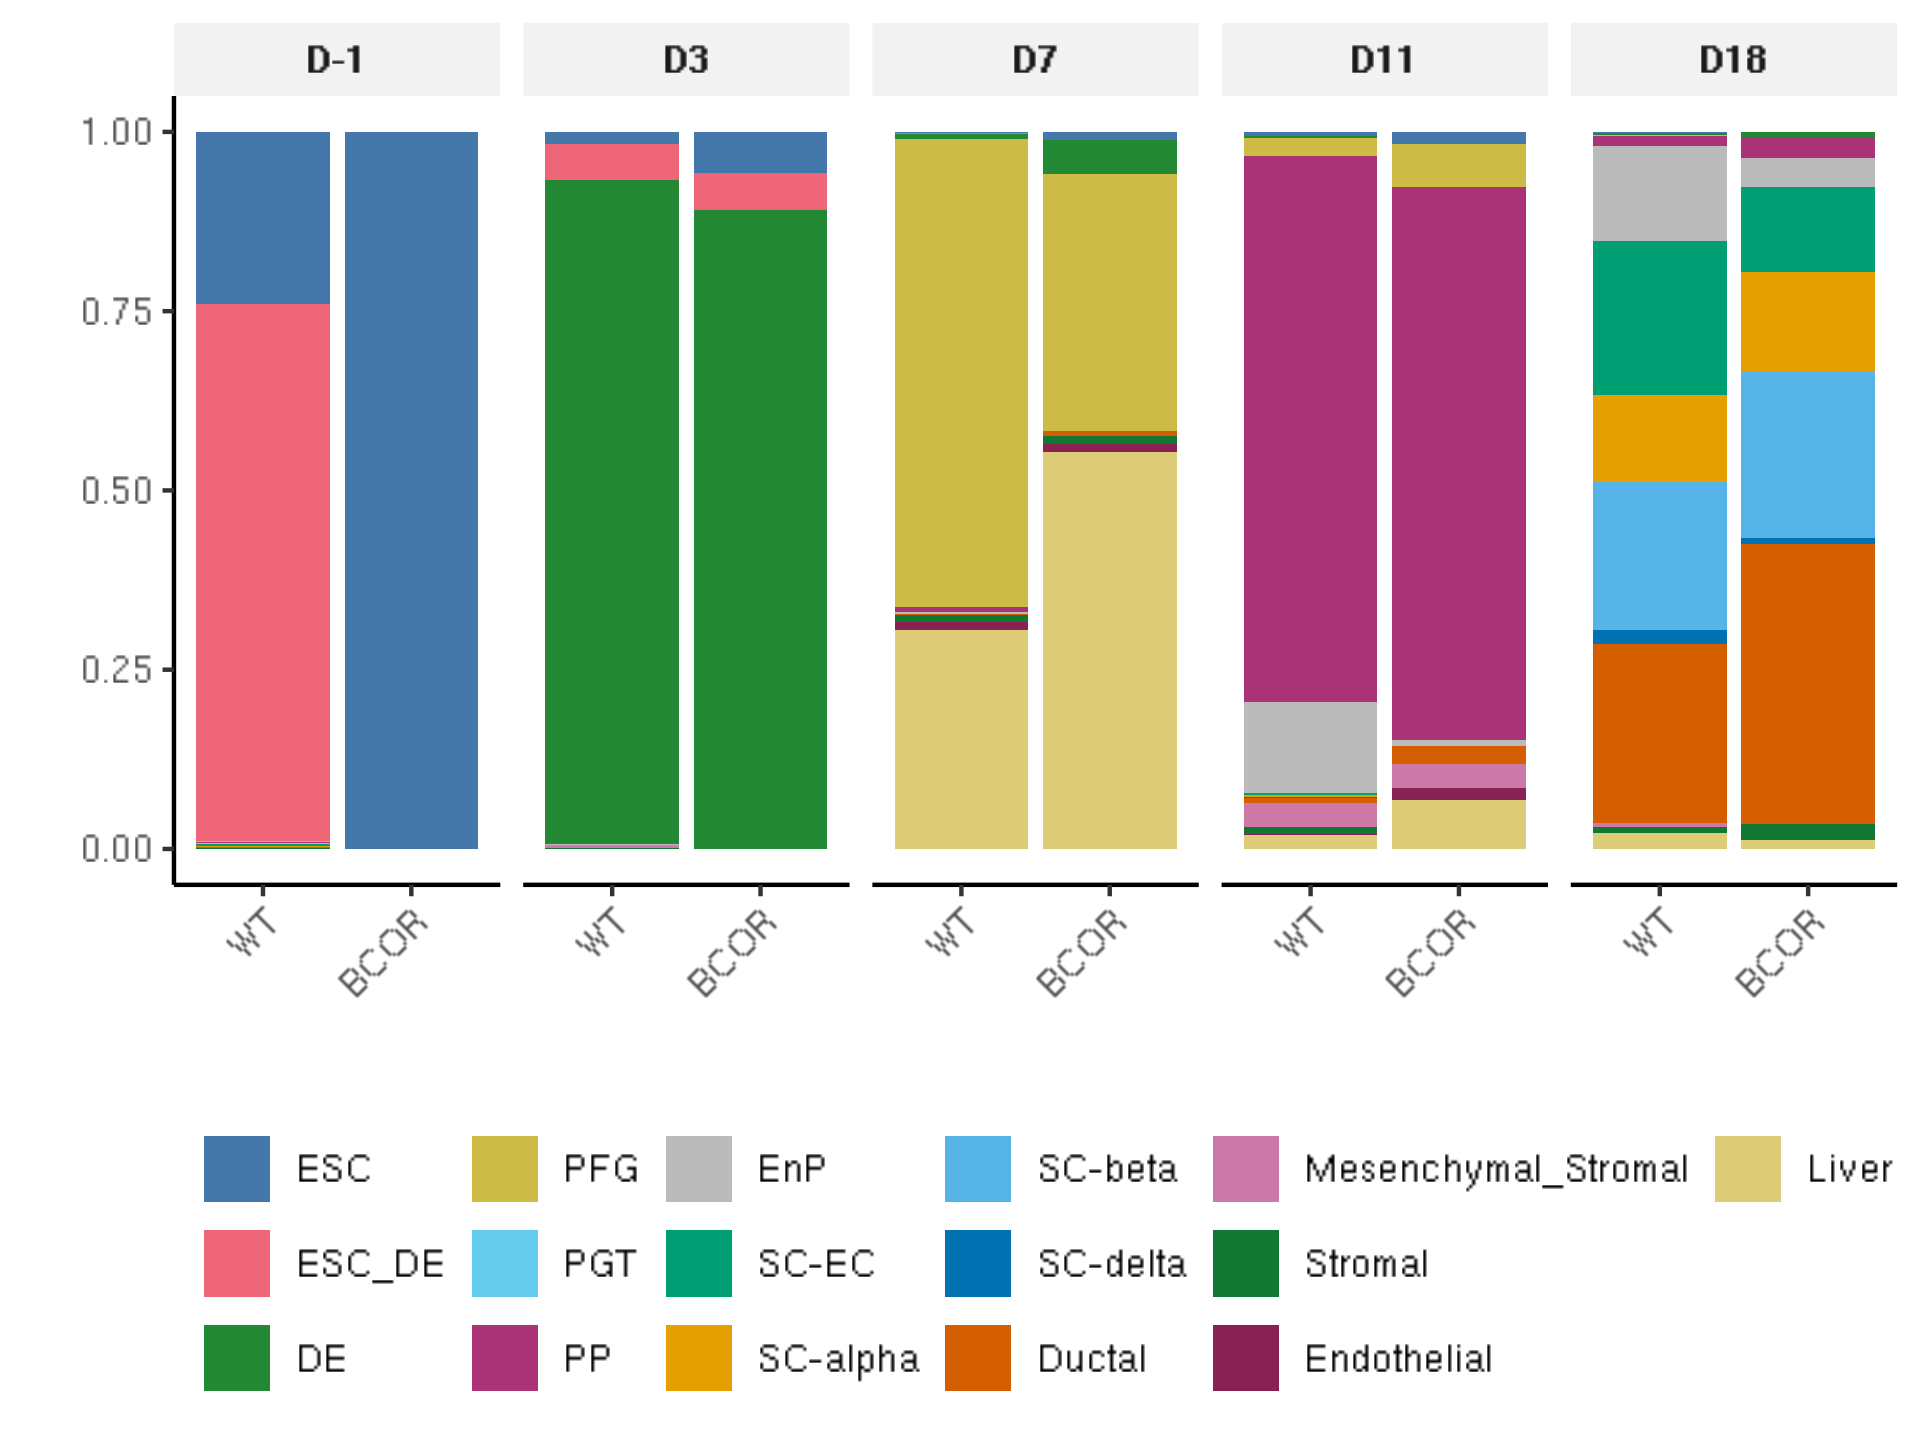 D-1 D3 D7 D11 D18
1.00
0.75
0.50
0.25
0.00
WT BCOR WT BCOR WT BCOR WT BCOR WT BCOR
ESC PFG EnP SC-beta Mesenchymal_Stromal Liver
ESC_DE PGT SC-EC SC-delta Stromal
DE PP SC-alpha Ductal Endothelial